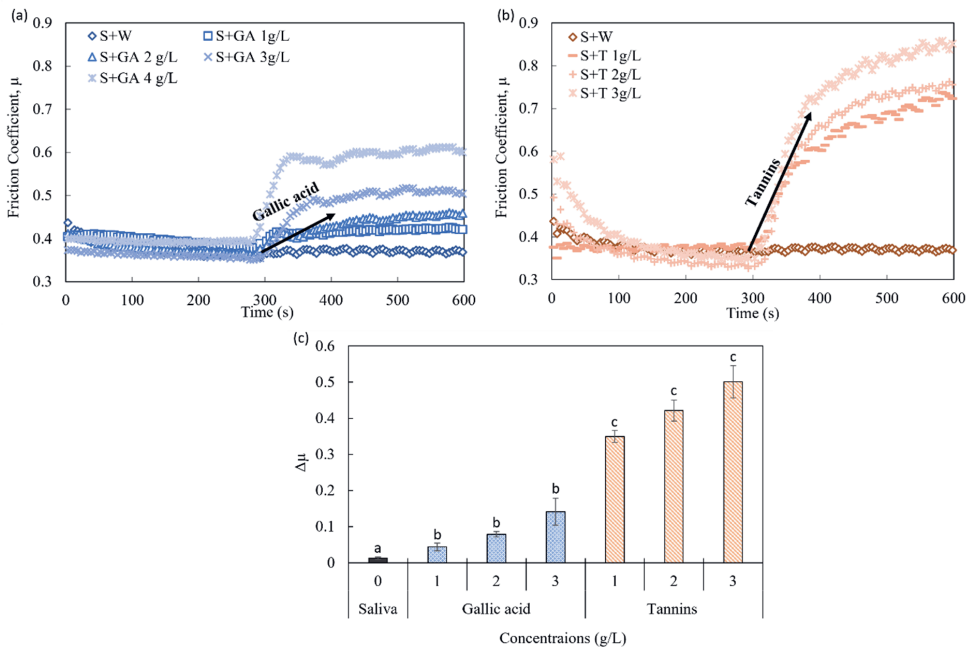 (a)
Friction Coefficient, μ
0.9
0.8
0.7
0.6
0.5
0.4
0.3
S+W
S+GA 1g/L
S+GA 2 g/L
S+GA 3g/L
S+GA 4 g/L
Gallic acid
0 100 200 300 400 500 600
Time (s)
(b)
Friction Coefficient, μ
0.9
0.8
0.7
0.6
0.5
0.4
0.3
S+W
S+T 1g/L
S+T 2g/L
S+T 3g/L
Tannins
0 100 200 300 400 500 600
Time (s)
(c)
Δμ
0.6
0.5
0.4
0.3
0.2
0.1
0
a b b b c c c
0 1 2 3 1 2 3
Saliva Gallic acid Tannins
Concentraions (g/L)